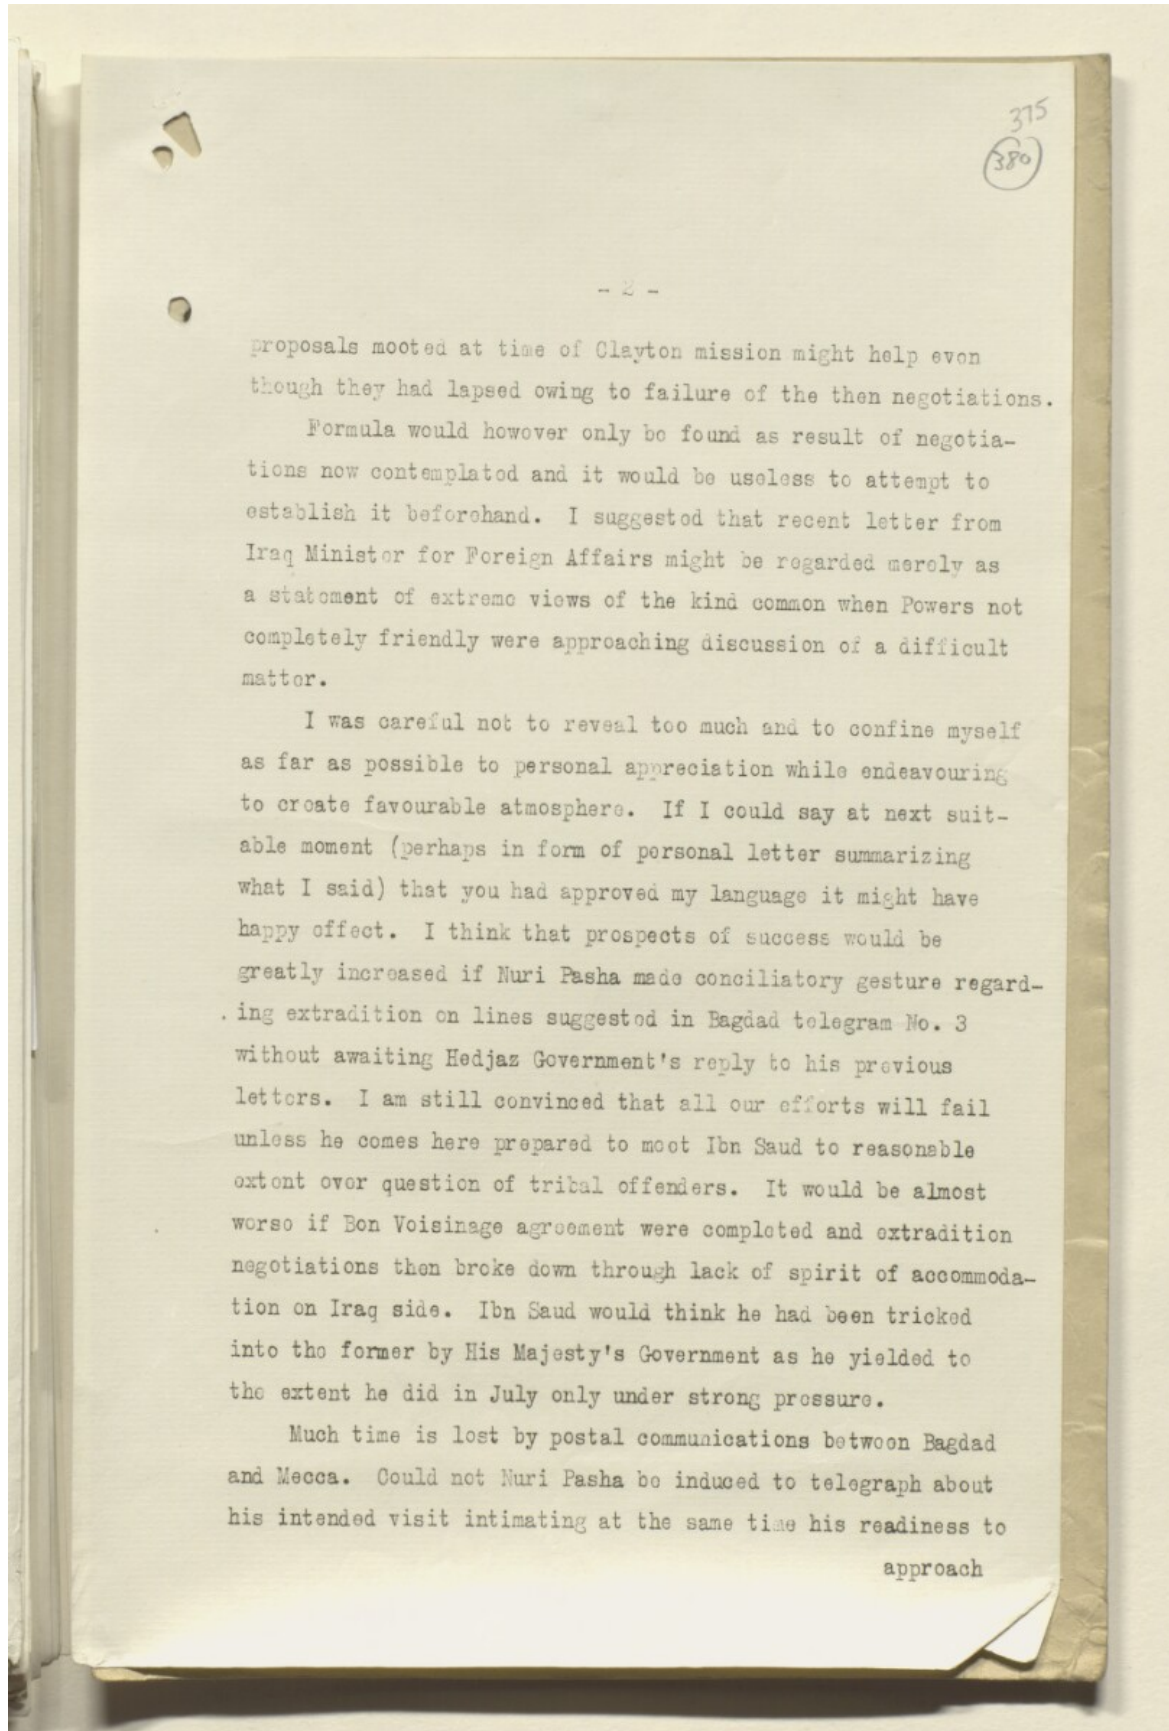 375
380
- 2 -
proposals mooted at time of Clayton mission might help even
though they had lapsed owing to failure of the then negotiations.
Formula would however only be found as result of negotia-
tions now contemplated and it would be useless to attempt to
establish it beforehand. I suggested that recent letter from
Iraq Minister for Foreign Affairs might be regarded merely as
a statement of extreme views of the kind common when Powers not
completely friendly were approaching discussion of a difficult
matter.
I was careful not to reveal too much and to confine myself
as far as possible to personal appreciation while endeavouring
to create favourable atmosphere. If I could say at next suit-
able moment (perhaps in form of personal letter summarizing
what I said) that you had approved my language it might have
happy effect. I think that prospects of success would be
greatly increased if Nuri Pasha made conciliatory gesture regard-
ing extradition on lines suggested in Bagdad telegram No. 3
without awaiting Hedjaz Government's reply to his previous
letters. I am still convinced that all our efforts will fail
unless he comes here prepared to meet Ibn Saud to reasonable
extent over question of tribal offenders. It would be almost
worse if Bon Voisinage agreement were completed and extradition
negotiations then broke down through lack of spirit of accommoda-
tion on Iraq side. Ibn Saud would think he had been tricked
into the former by His Majesty's Government as he yielded to
the extent he did in July only under strong pressure.
Much time is lost by postal communications between Bagdad
and Mecca. Could not Nuri Pasha be induced to telegraph about
his intended visit intimating at the same time his readiness to
approach